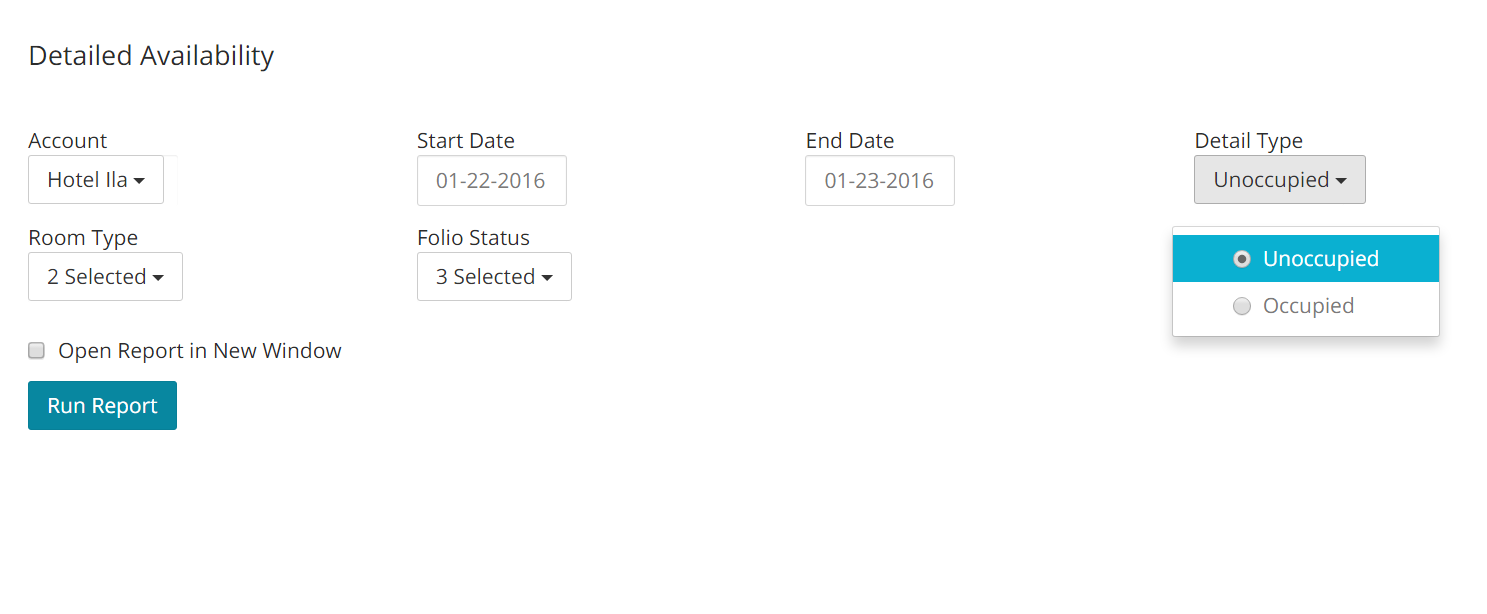 Detailed Availability
Account
Start Date
End Date
Detail Type
Hotel Ila
01-22-2016
01-23-2016
Unoccupied
Room Type
Folio Status
2 Selected
3 Selected
Unoccupied
Occupied
Open Report in New Window
Run Report